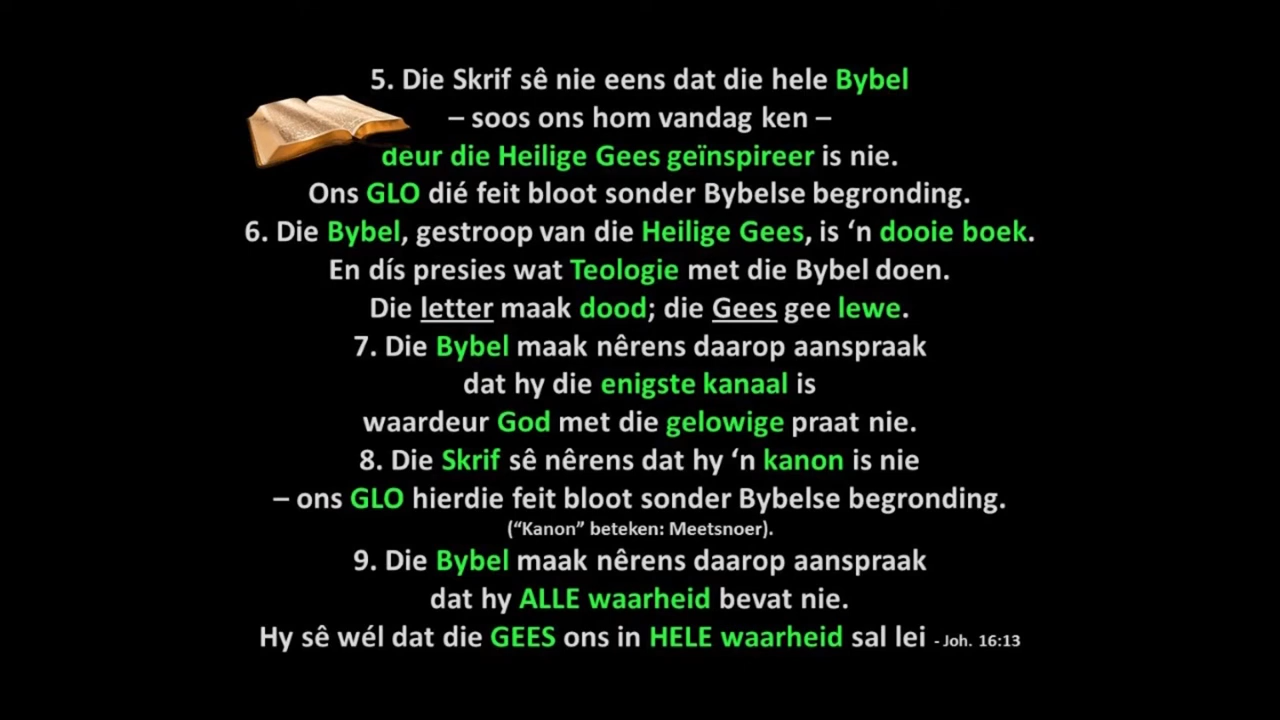 5. Die Skrif sê nie eens dat die hele Bybel
– soos ons hom vandag ken –
deur die Heilige Gees geïnspireer is nie.
Ons GLO dié feit bloot sonder Bybelse begronding.
6. Die Bybel, gestroop van die Heilige Gees, is ‘n dooie boek.
En dís presies wat Teologie met die Bybel doen.
Die letter maak dood; die Gees gee lewe.
7. Die Bybel maak nêrens daarop aanspraak
dat hy die enigste kanaal is
waardeur God met die gelowige praat nie.
8. Die Skrif sê nêrens dat hy ‘n kanon is nie
– ons GLO hierdie feit bloot sonder Bybelse begronding.
(“Kanon” beteken: Meetsnoer).
9. Die Bybel maak nêrens daarop aanspraak
dat hy ALLE waarheid bevat nie.
Hy sê wél dat die GEES ons in HELE waarheid sal lei - Joh. 16:13